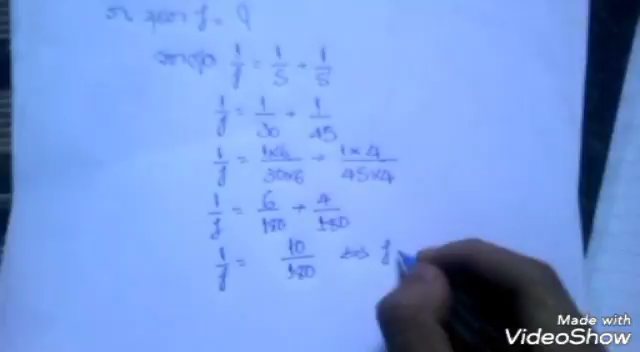 f = ?
1/f = 1/s + 1/s
1/f = 1/30 + 1/45
1/f = 1×6/30×6 + 1×4/45×4
1/f = 6/180 + 4/180
1/f = 10/180 f
Made with
VideoShow